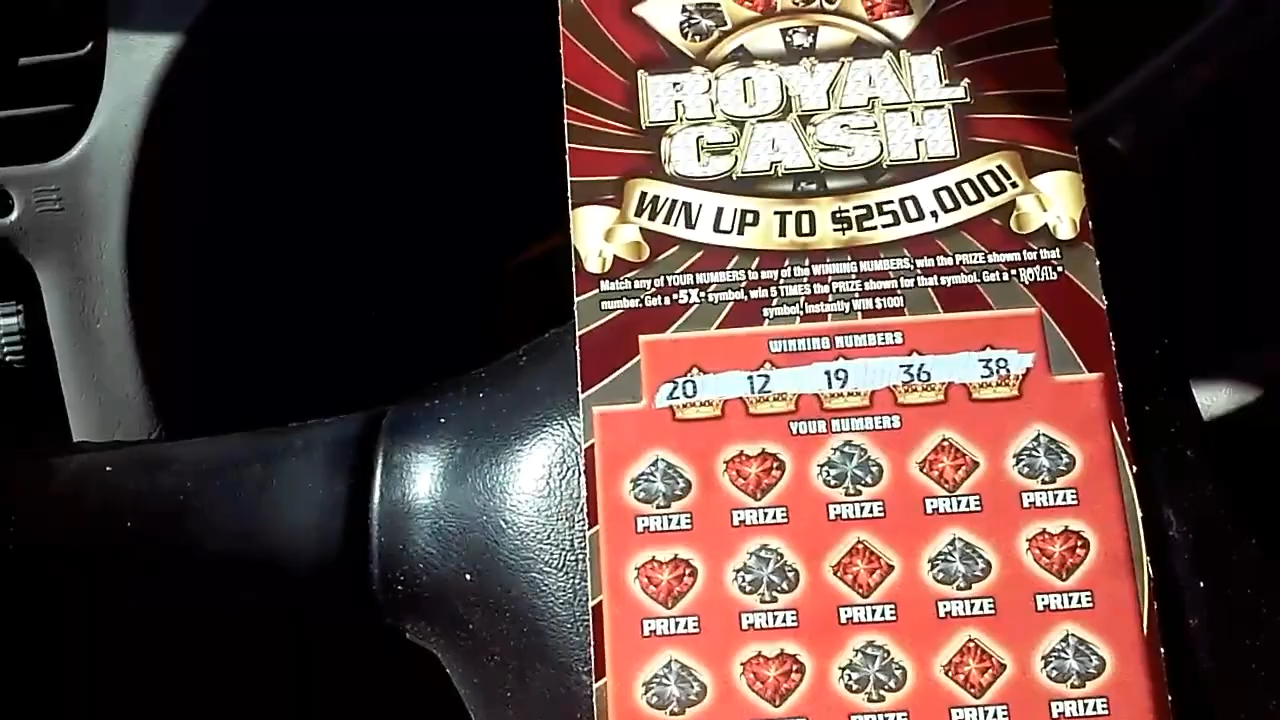 ROYAL
CASH
WIN UP TO $250,000!
Match any of YOUR NUMBERS to any of the WINNING NUMBERS, win the PRIZE shown for that
number. Get a "5X" symbol, win 5 TIMES the PRIZE shown for that symbol. Get a "ROYAL"
symbol, instantly WIN $100!
WINNING NUMBERS
20 12 19 36 38
YOUR NUMBERS
PRIZE PRIZE PRIZE PRIZE PRIZE
PRIZE PRIZE PRIZE PRIZE PRIZE
PRIZE PRIZE PRIZE PRIZE PRIZE